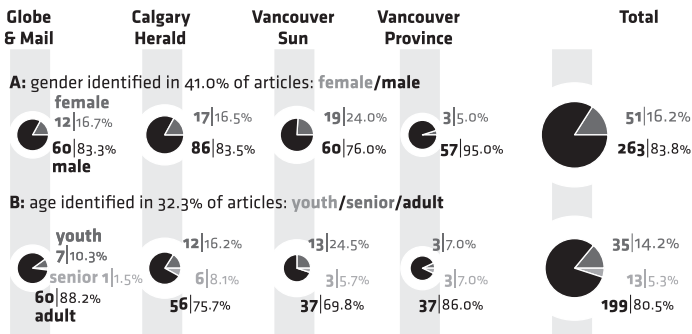 Globe & Mail
Calgary Herald
Vancouver Sun
Vancouver Province
Total
A: gender identified in 41.0% of articles: female/male
female
12|16.7%
60|83.3%
male
17|16.5%
86|83.5%
19|24.0%
60|76.0%
3|5.0%
57|95.0%
51|16.2%
263|83.8%
B: age identified in 32.3% of articles: youth/senior/adult
youth
7|10.3%
senior 1|1.5%
60|88.2%
adult
12|16.2%
6|8.1%
56|75.7%
13|24.5%
3|5.7%
37|69.8%
3|7.0%
3|7.0%
37|86.0%
35|14.2%
13|5.3%
199|80.5%